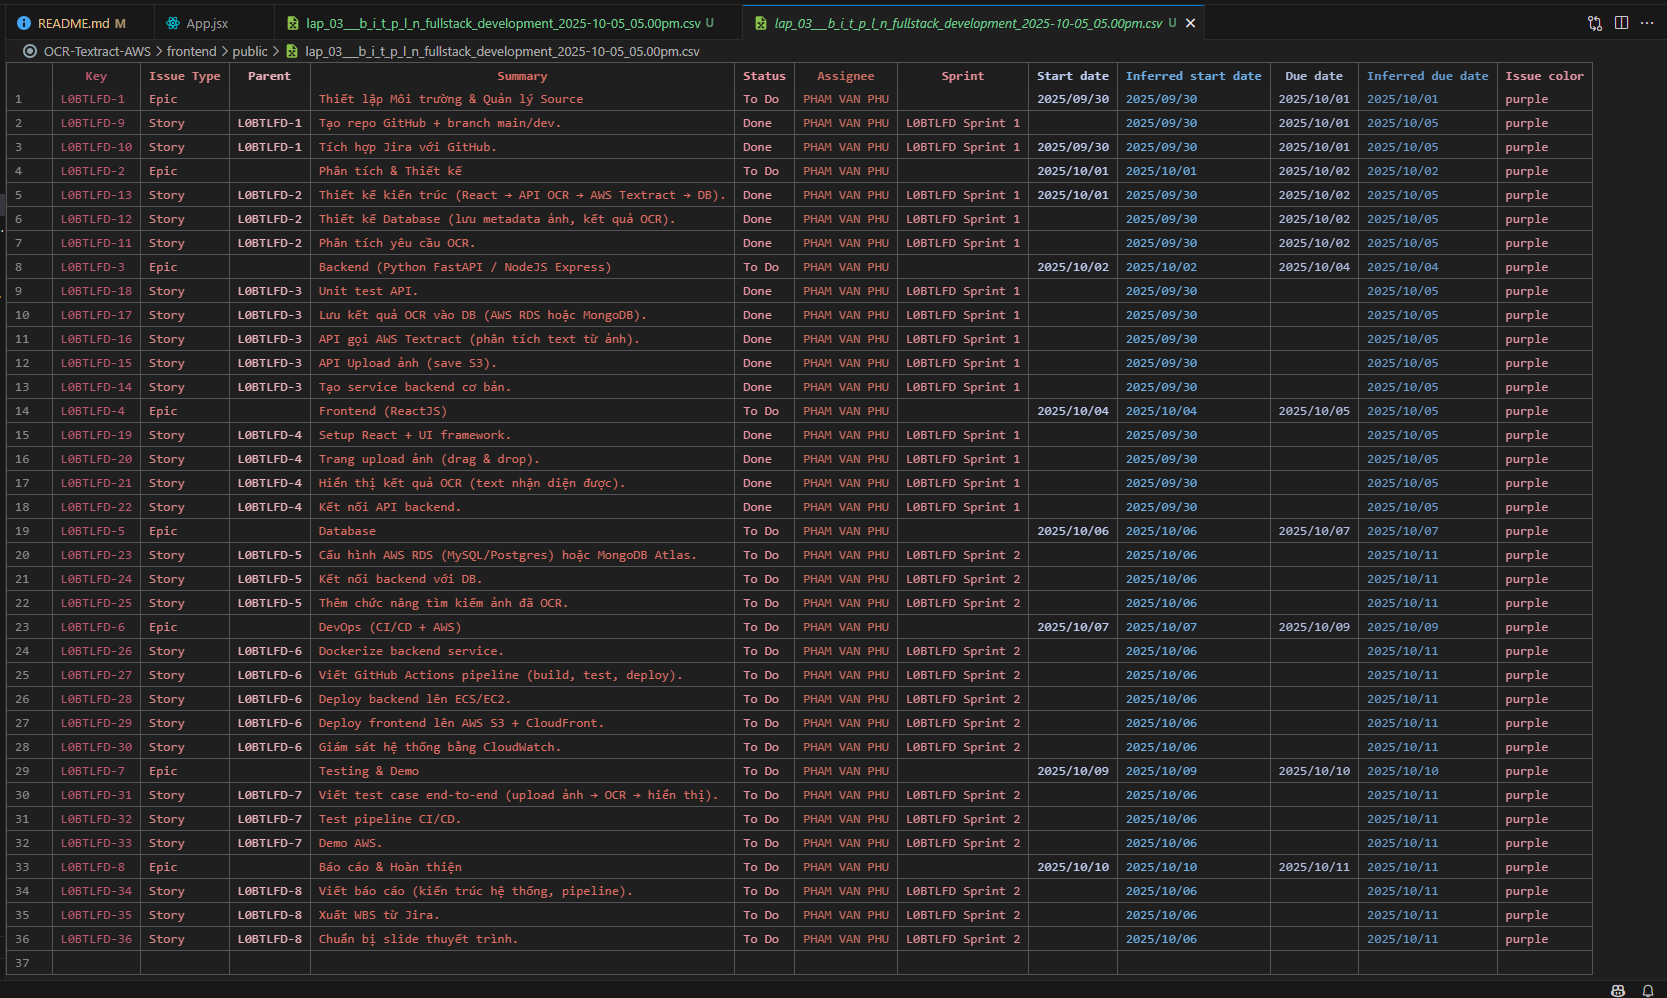 README.md M App.jsx lap_03__b_i_t_p_l_n_fullstack_development_2025-10-05_05.00pm.csv U lap_03__b_i_t_p_l_n_fullstack_development_2025-10-05_05.00pm.csv U
OCR-Textract-AWS > frontend > public > lap_03__b_i_t_p_l_n_fullstack_development_2025-10-05_05.00pm.csv
Key Issue Type Parent Summary Status Assignee Sprint Start date Inferred start date Due date Inferred due date Issue color
1 L0BTLFD-1 Epic Thiết lập Môi trường & Quản lý Source To Do PHAM VAN PHU 2025/09/30 2025/09/30 2025/10/01 2025/10/01 purple
2 L0BTLFD-9 Story L0BTLFD-1 Tạo repo GitHub + branch main/dev. Done PHAM VAN PHU L0BTLFD Sprint 1 2025/09/30 2025/10/01 2025/10/05 purple
3 L0BTLFD-10 Story L0BTLFD-1 Tích hợp Jira với GitHub. Done PHAM VAN PHU L0BTLFD Sprint 1 2025/09/30 2025/09/30 2025/10/01 2025/10/05 purple
4 L0BTLFD-2 Epic Phân tích & Thiết kế To Do PHAM VAN PHU 2025/10/01 2025/10/01 2025/10/02 2025/10/02 purple
5 L0BTLFD-13 Story L0BTLFD-2 Thiết kế kiến trúc (React → API OCR → AWS Textract → DB). Done PHAM VAN PHU L0BTLFD Sprint 1 2025/10/01 2025/09/30 2025/10/02 2025/10/05 purple
6 L0BTLFD-12 Story L0BTLFD-2 Thiết kế Database (lưu metadata ảnh, kết quả OCR). Done PHAM VAN PHU L0BTLFD Sprint 1 2025/09/30 2025/10/02 2025/10/05 purple
7 L0BTLFD-11 Story L0BTLFD-2 Phân tích yêu cầu OCR. Done PHAM VAN PHU L0BTLFD Sprint 1 2025/09/30 2025/10/02 2025/10/05 purple
8 L0BTLFD-3 Epic Backend (Python FastAPI / NodeJS Express) To Do PHAM VAN PHU 2025/10/02 2025/10/02 2025/10/04 2025/10/04 purple
9 L0BTLFD-18 Story L0BTLFD-3 Unit test API. Done PHAM VAN PHU L0BTLFD Sprint 1 2025/09/30 2025/10/05 purple
10 L0BTLFD-17 Story L0BTLFD-3 Lưu kết quả OCR vào DB (AWS RDS hoặc MongoDB). Done PHAM VAN PHU L0BTLFD Sprint 1 2025/09/30 2025/10/05 purple
11 L0BTLFD-16 Story L0BTLFD-3 API gọi AWS Textract (phân tích text từ ảnh). Done PHAM VAN PHU L0BTLFD Sprint 1 2025/09/30 2025/10/05 purple
12 L0BTLFD-15 Story L0BTLFD-3 API Upload ảnh (save S3). Done PHAM VAN PHU L0BTLFD Sprint 1 2025/09/30 2025/10/05 purple
13 L0BTLFD-14 Story L0BTLFD-3 Tạo service backend cơ bản. Done PHAM VAN PHU L0BTLFD Sprint 1 2025/09/30 2025/10/05 purple
14 L0BTLFD-4 Epic Frontend (ReactJS) To Do PHAM VAN PHU 2025/10/04 2025/10/04 2025/10/05 2025/10/05 purple
15 L0BTLFD-19 Story L0BTLFD-4 Setup React + UI framework. Done PHAM VAN PHU L0BTLFD Sprint 1 2025/09/30 2025/10/05 purple
16 L0BTLFD-20 Story L0BTLFD-4 Trang upload ảnh (drag & drop). Done PHAM VAN PHU L0BTLFD Sprint 1 2025/09/30 2025/10/05 purple
17 L0BTLFD-21 Story L0BTLFD-4 Hiển thị kết quả OCR (text nhận diện được). Done PHAM VAN PHU L0BTLFD Sprint 1 2025/09/30 2025/10/05 purple
18 L0BTLFD-22 Story L0BTLFD-4 Kết nối API backend. Done PHAM VAN PHU L0BTLFD Sprint 1 2025/09/30 2025/10/05 purple
19 L0BTLFD-5 Epic Database To Do PHAM VAN PHU 2025/10/06 2025/10/06 2025/10/07 2025/10/07 purple
20 L0BTLFD-23 Story L0BTLFD-5 Cấu hình AWS RDS (MySQL/Postgres) hoặc MongoDB Atlas. To Do PHAM VAN PHU L0BTLFD Sprint 2 2025/10/06 2025/10/11 purple
21 L0BTLFD-24 Story L0BTLFD-5 Kết nối backend với DB. To Do PHAM VAN PHU L0BTLFD Sprint 2 2025/10/06 2025/10/11 purple
22 L0BTLFD-25 Story L0BTLFD-5 Thêm chức năng tìm kiếm ảnh đã OCR. To Do PHAM VAN PHU L0BTLFD Sprint 2 2025/10/06 2025/10/11 purple
23 L0BTLFD-6 Epic DevOps (CI/CD + AWS) To Do PHAM VAN PHU 2025/10/07 2025/10/07 2025/10/09 2025/10/09 purple
24 L0BTLFD-26 Story L0BTLFD-6 Dockerize backend service. To Do PHAM VAN PHU L0BTLFD Sprint 2 2025/10/06 2025/10/11 purple
25 L0BTLFD-27 Story L0BTLFD-6 Viết GitHub Actions pipeline (build, test, deploy). To Do PHAM VAN PHU L0BTLFD Sprint 2 2025/10/06 2025/10/11 purple
26 L0BTLFD-28 Story L0BTLFD-6 Deploy backend lên ECS/EC2. To Do PHAM VAN PHU L0BTLFD Sprint 2 2025/10/06 2025/10/11 purple
27 L0BTLFD-29 Story L0BTLFD-6 Deploy frontend lên AWS S3 + CloudFront. To Do PHAM VAN PHU L0BTLFD Sprint 2 2025/10/06 2025/10/11 purple
28 L0BTLFD-30 Story L0BTLFD-6 Giám sát hệ thống bằng CloudWatch. To Do PHAM VAN PHU L0BTLFD Sprint 2 2025/10/06 2025/10/11 purple
29 L0BTLFD-7 Epic Testing & Demo To Do PHAM VAN PHU 2025/10/09 2025/10/09 2025/10/10 2025/10/10 purple
30 L0BTLFD-31 Story L0BTLFD-7 Viết test case end-to-end (upload ảnh → OCR → hiển thị). To Do PHAM VAN PHU L0BTLFD Sprint 2 2025/10/06 2025/10/11 purple
31 L0BTLFD-32 Story L0BTLFD-7 Test pipeline CI/CD. To Do PHAM VAN PHU L0BTLFD Sprint 2 2025/10/06 2025/10/11 purple
32 L0BTLFD-33 Story L0BTLFD-7 Demo AWS. To Do PHAM VAN PHU L0BTLFD Sprint 2 2025/10/06 2025/10/11 purple
33 L0BTLFD-8 Epic Báo cáo & Hoàn thiện To Do PHAM VAN PHU 2025/10/10 2025/10/10 2025/10/11 2025/10/11 purple
34 L0BTLFD-34 Story L0BTLFD-8 Viết báo cáo (kiến trúc hệ thống, pipeline). To Do PHAM VAN PHU L0BTLFD Sprint 2 2025/10/06 2025/10/11 purple
35 L0BTLFD-35 Story L0BTLFD-8 Xuất WBS từ Jira. To Do PHAM VAN PHU L0BTLFD Sprint 2 2025/10/06 2025/10/11 purple
36 L0BTLFD-36 Story L0BTLFD-8 Chuẩn bị slide thuyết trình. To Do PHAM VAN PHU L0BTLFD Sprint 2 2025/10/06 2025/10/11 purple
37